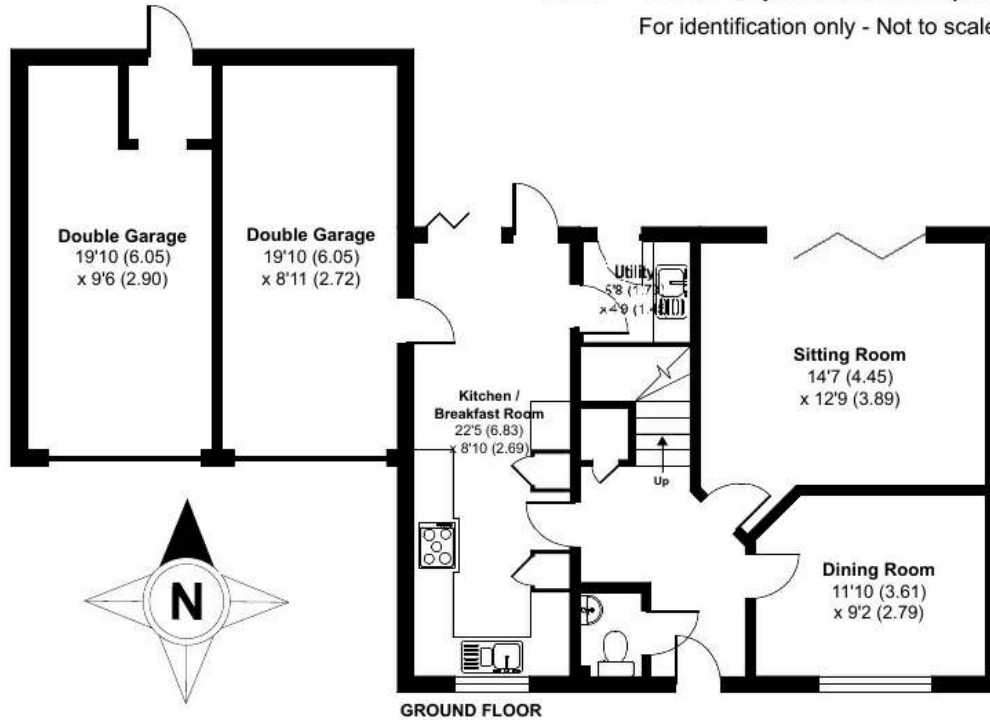 For identification only - Not to scale
Double Garage
19'10 (6.05)
x 9'6 (2.90)
Double Garage
19'10 (6.05)
x 8'11 (2.72)
Utility
Sitting Room
14'7 (4.45)
x 12'9 (3.89)
Kitchen /
Breakfast Room
22'5 (6.83)
x 8'10 (2.69)
Up
Dining Room
11'10 (3.61)
x 9'2 (2.79)
N
GROUND FLOOR